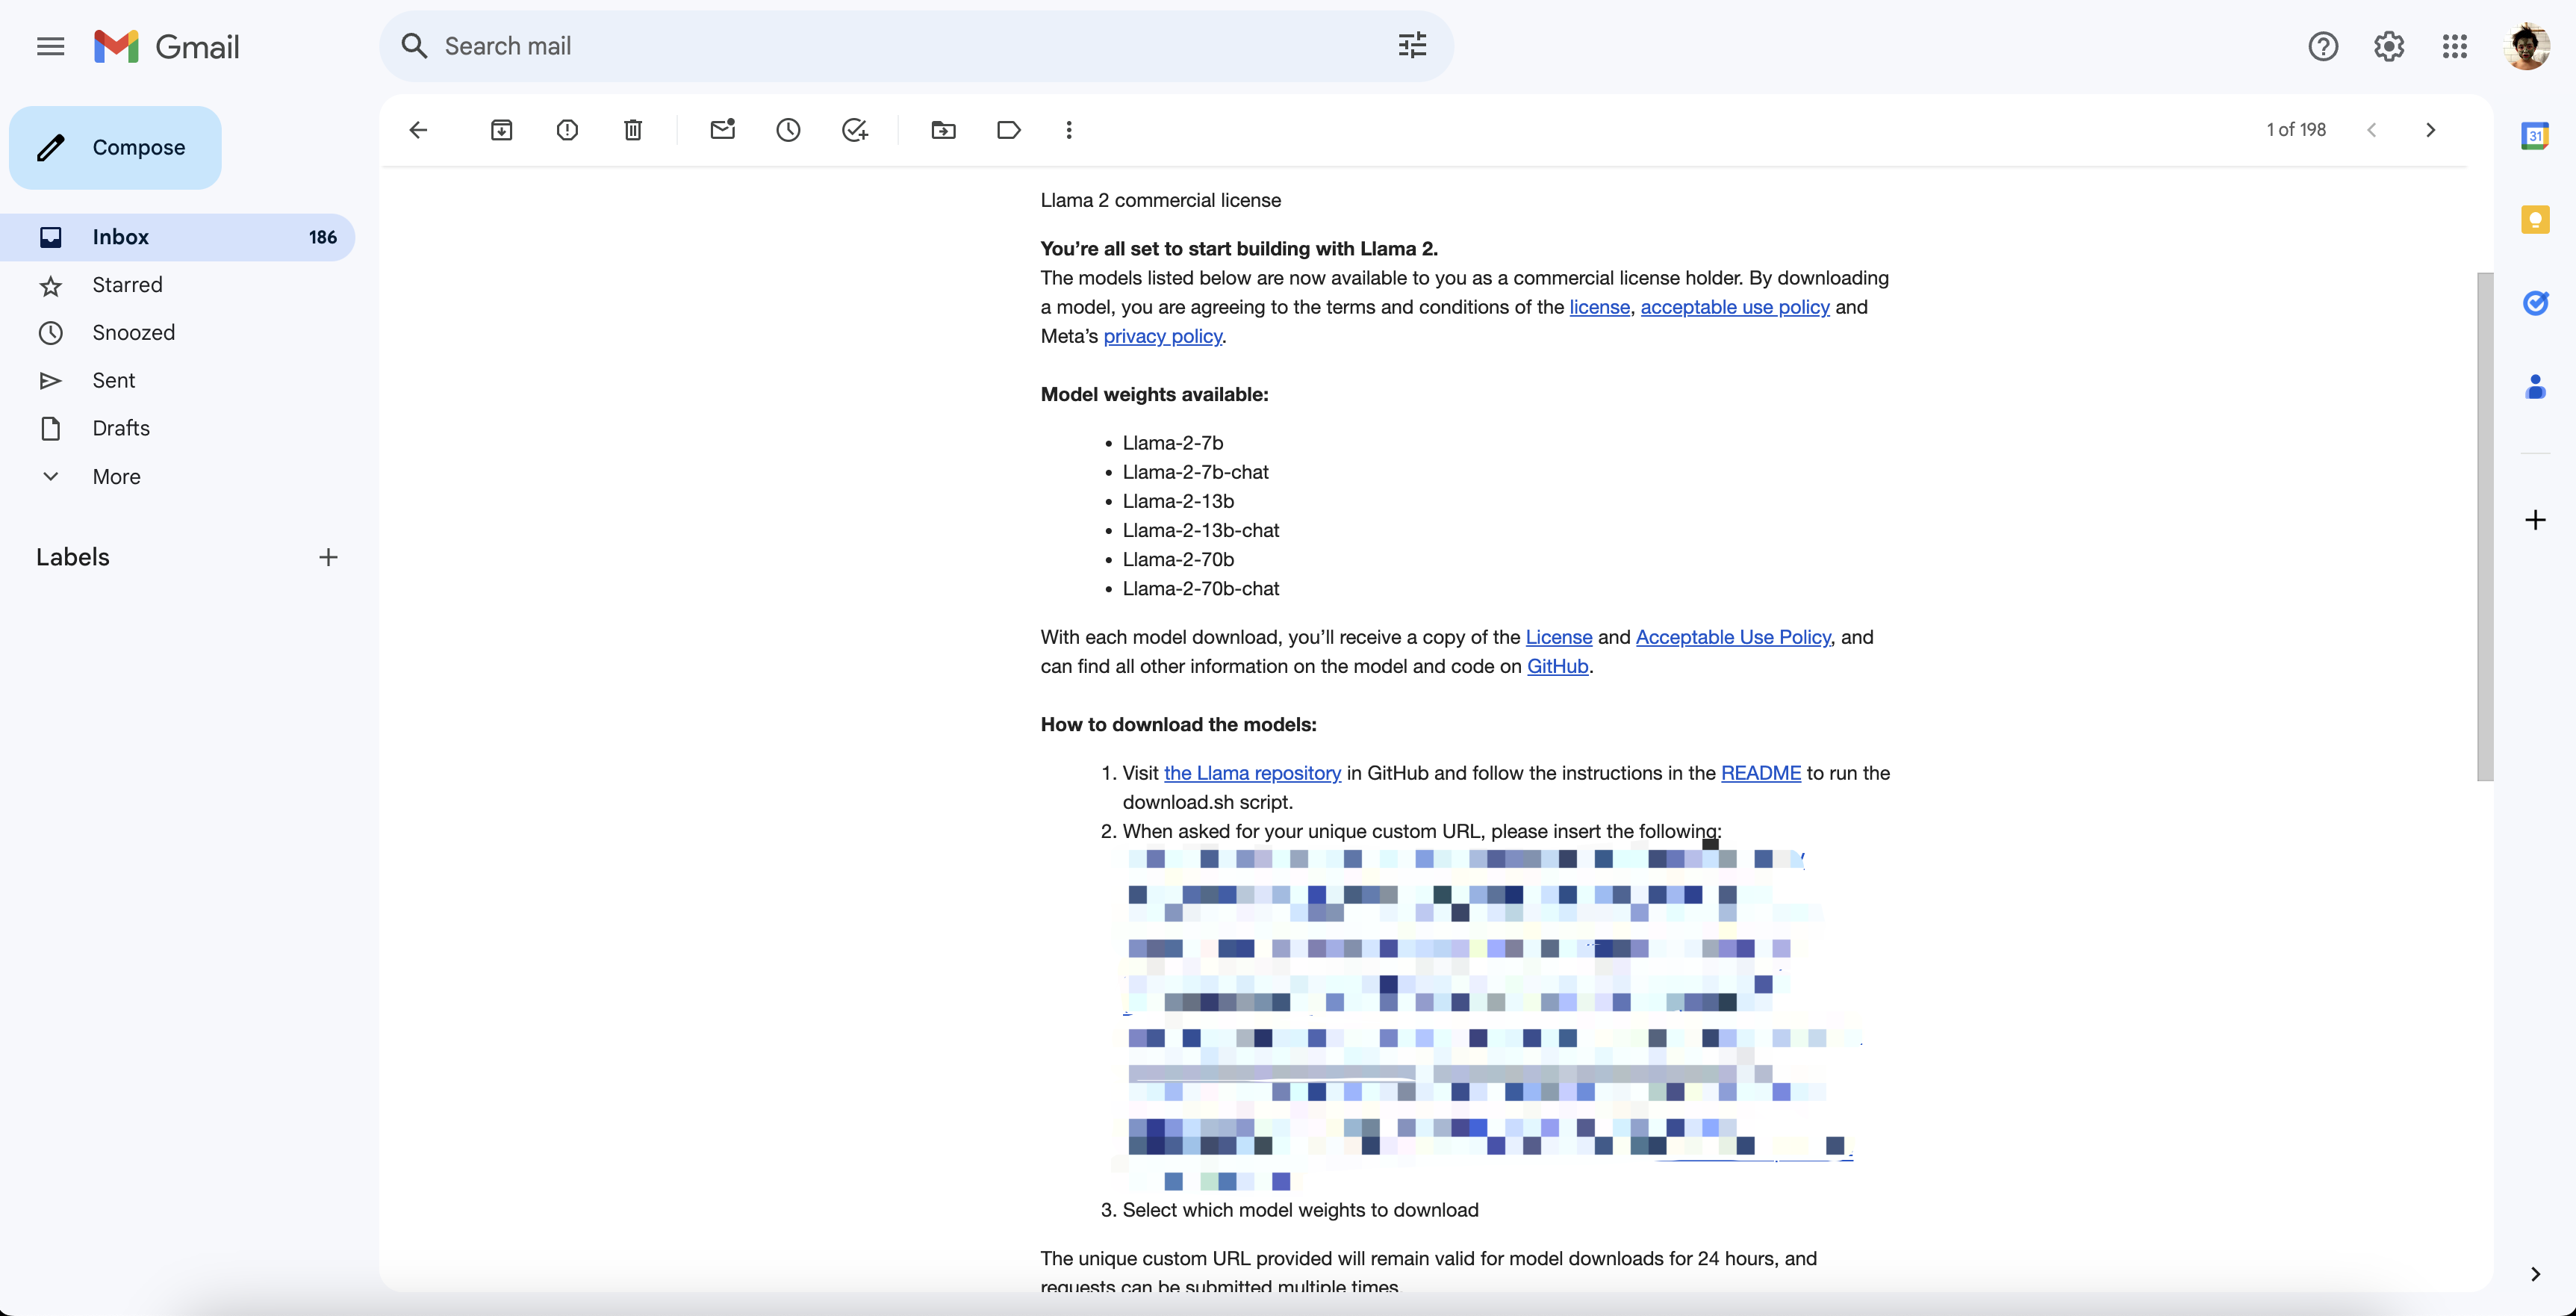 Gmail
Search mail
Compose
Inbox 186
Starred
Snoozed
Sent
Drafts
More
Labels
1 of 198
31
Llama 2 commercial license
You’re all set to start building with Llama 2.
The models listed below are now available to you as a commercial license holder. By downloading
a model, you are agreeing to the terms and conditions of the license, acceptable use policy and
Meta’s privacy policy.
Model weights available:
• Llama-2-7b
• Llama-2-7b-chat
• Llama-2-13b
• Llama-2-13b-chat
• Llama-2-70b
• Llama-2-70b-chat
With each model download, you’ll receive a copy of the License and Acceptable Use Policy, and
can find all other information on the model and code on GitHub.
How to download the models:
1. Visit the Llama repository in GitHub and follow the instructions in the README to run the
download.sh script.
2. When asked for your unique custom URL, please insert the following:
3. Select which model weights to download
The unique custom URL provided will remain valid for model downloads for 24 hours, and
requests can be submitted multiple times.